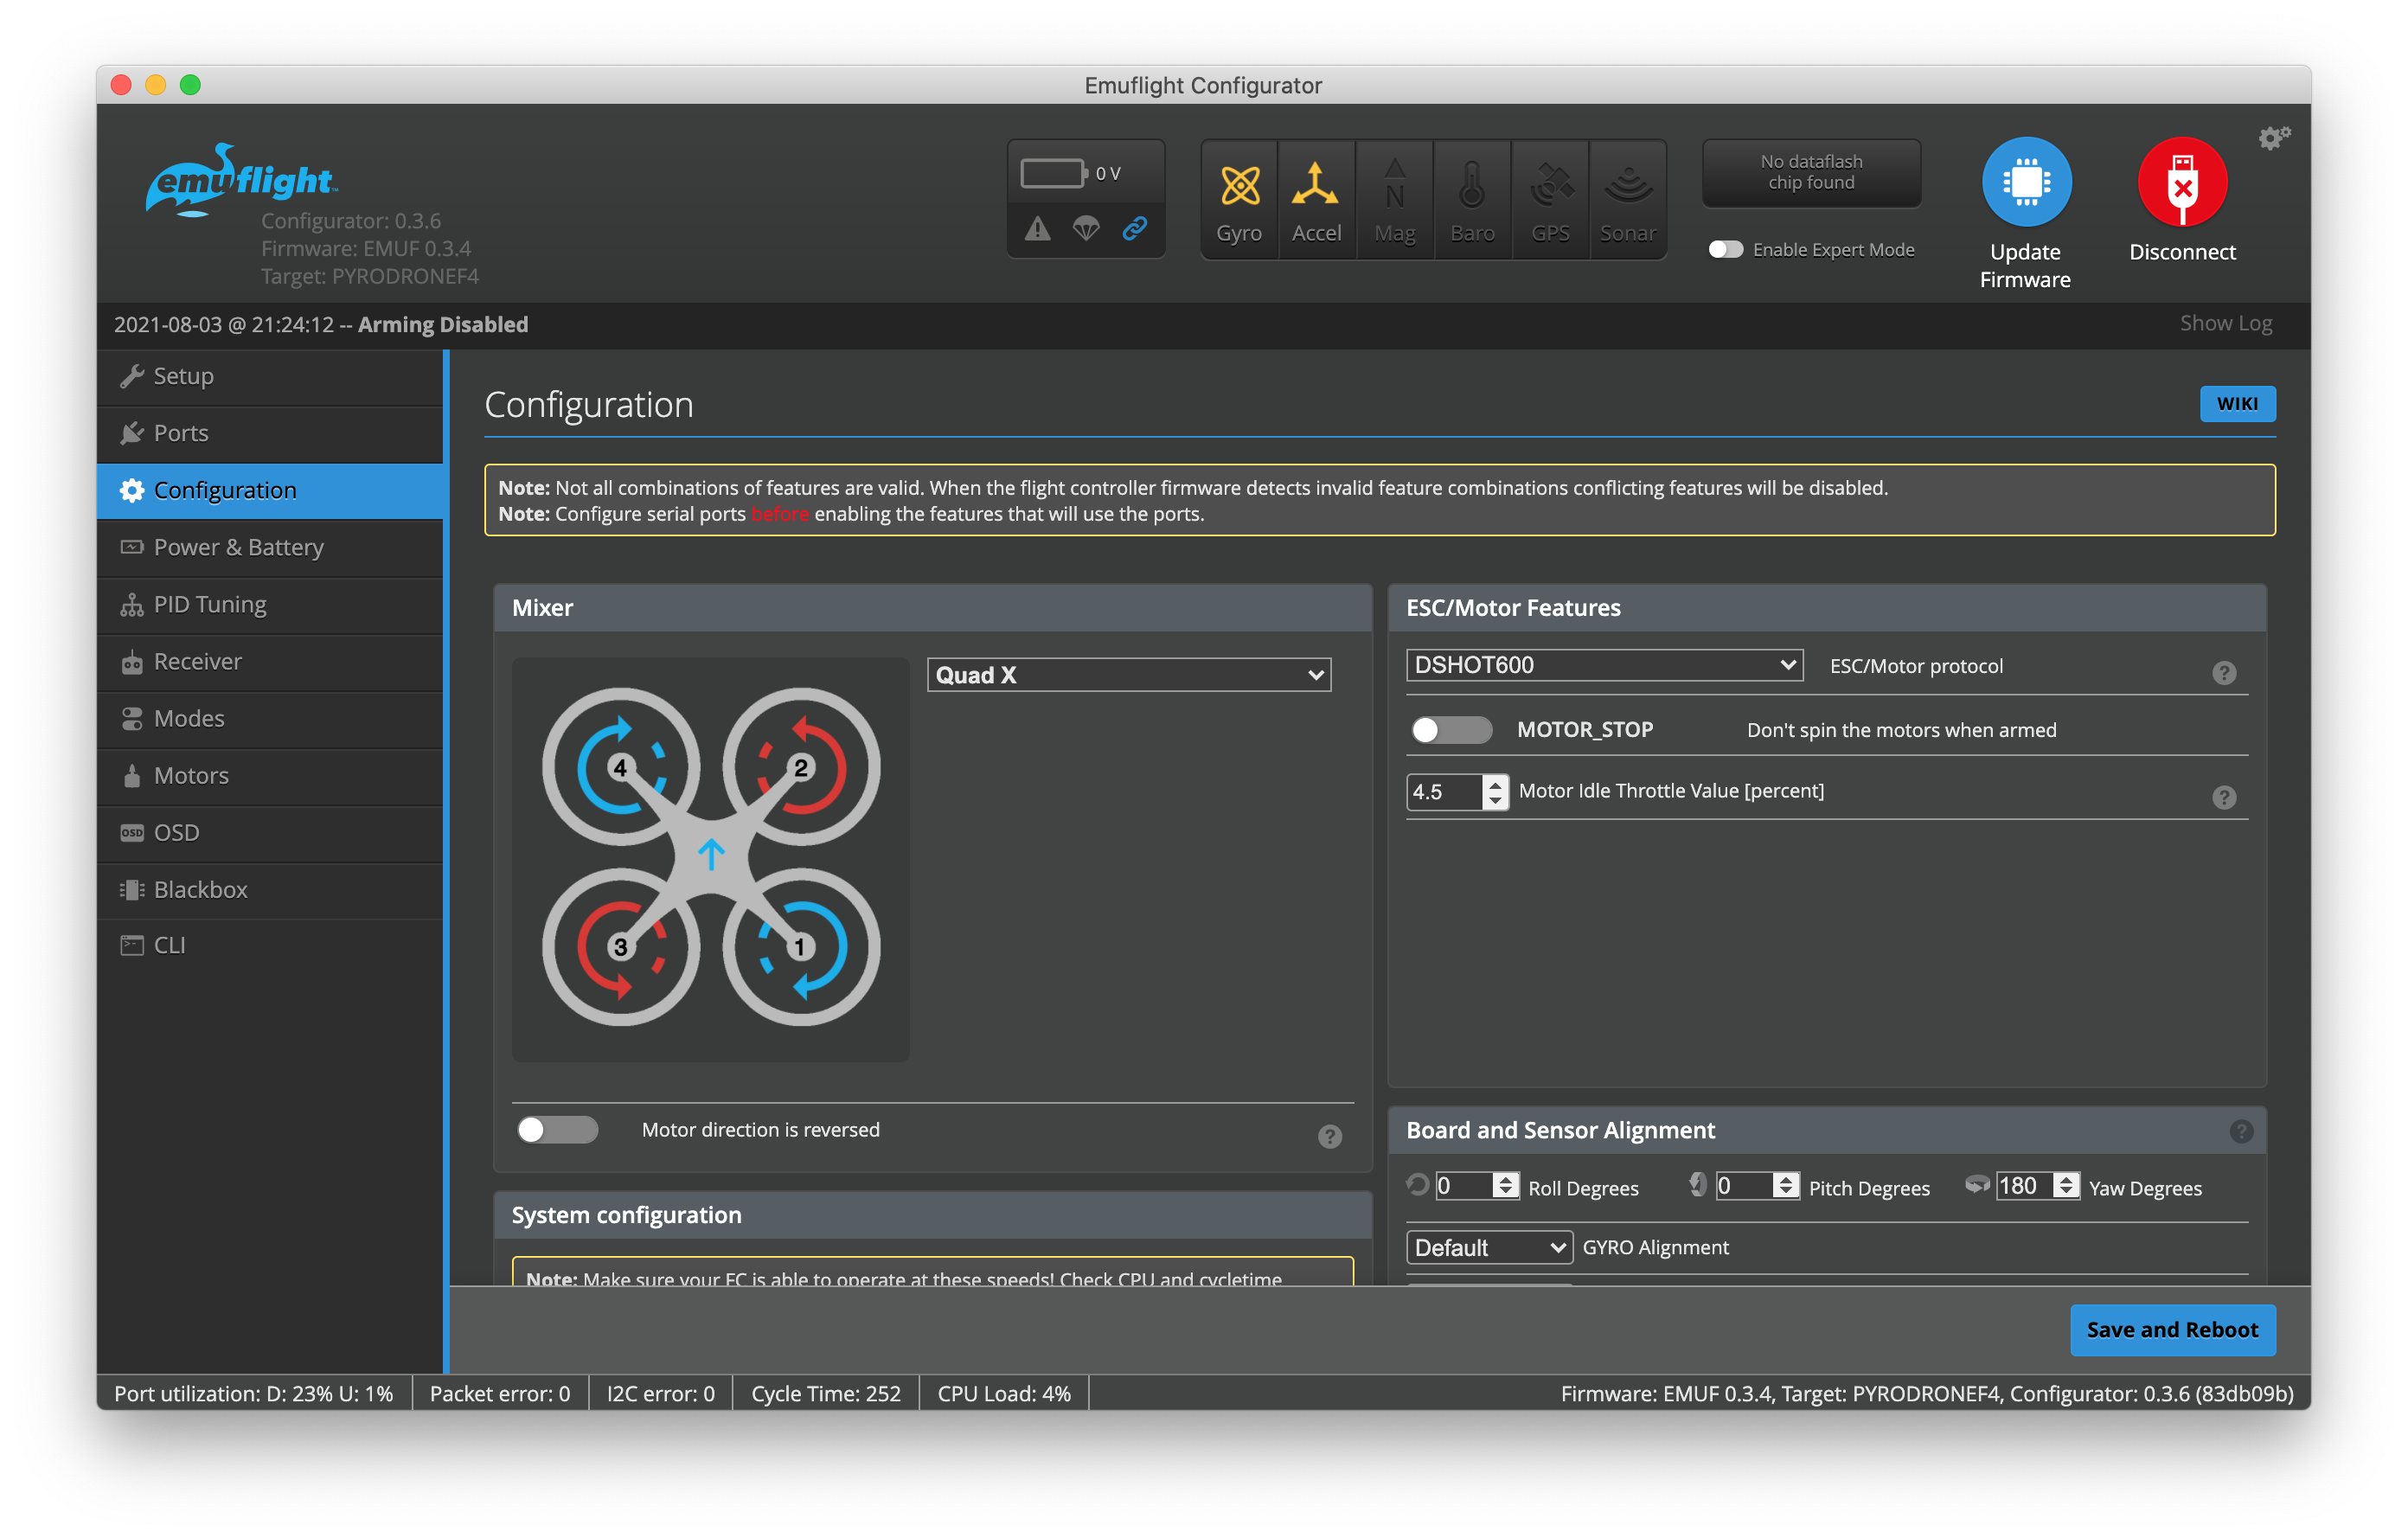 Emuflight Configurator
emuflight
Configurator: 0.3.6
Firmware: EMUF 0.3.4
Target: PYRODRONEF4
0 V
Gyro
Accel
N
Mag
Baro
GPS
Sonar
No dataflash
chip found
Enable Expert Mode
Update
Firmware
Disconnect
2021-08-03 @ 21:24:12 -- Arming Disabled
Show Log
Setup
Ports
Configuration
Power & Battery
PID Tuning
Receiver
Modes
Motors
OSD OSD
Blackbox
CLI
Configuration
WIKI
Note: Not all combinations of features are valid. When the flight controller firmware detects invalid feature combinations conflicting features will be disabled.
Note: Configure serial ports before enabling the features that will use the ports.
Mixer
Quad X
4
2
3
1
Motor direction is reversed
?
System configuration
Note: Make sure your FC is able to operate at these speeds! Check CPU and cycletime
ESC/Motor Features
DSHOT600
ESC/Motor protocol
?
MOTOR_STOP
Don't spin the motors when armed
4.5
Motor Idle Throttle Value [percent]
?
Board and Sensor Alignment
?
0 Roll Degrees
0 Pitch Degrees
180 Yaw Degrees
Default GYRO Alignment
Save and Reboot
Port utilization: D: 23% U: 1%
Packet error: 0
I2C error: 0
Cycle Time: 252
CPU Load: 4%
Firmware: EMUF 0.3.4, Target: PYRODRONEF4, Configurator: 0.3.6 (83db09b)